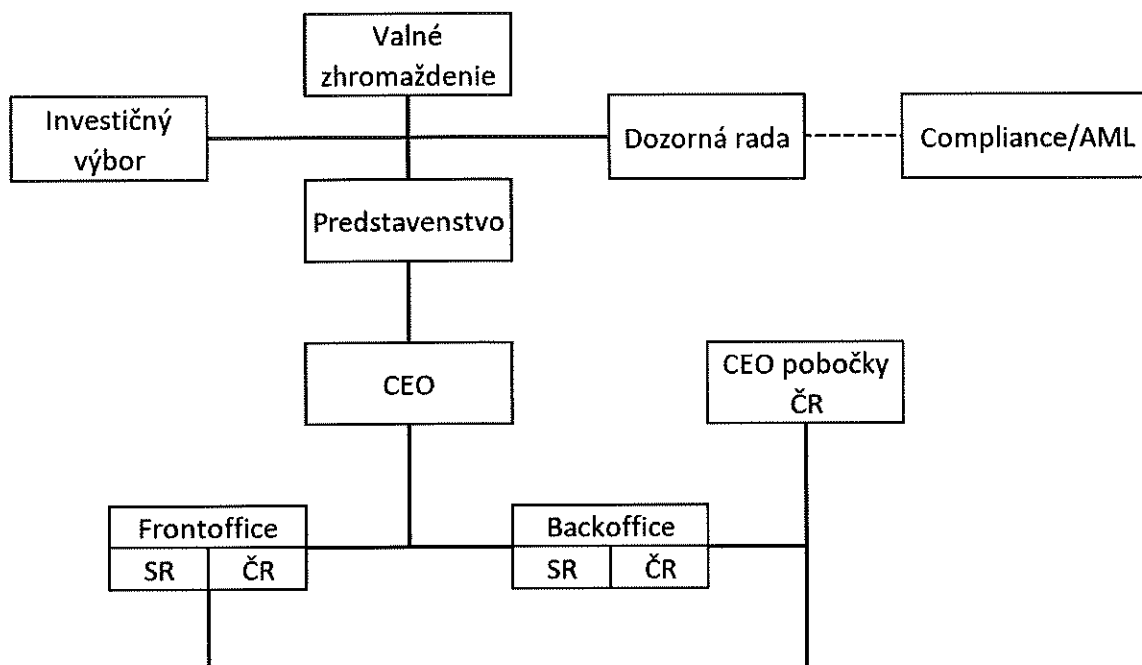 Valné
zhromaždenie
Investičný
výbor
Dozorná rada
Compliance/AML
Predstavenstvo
CEO
CEO pobočky
ČR
Frontoffice
SR
ČR
Backoffice
SR
ČR